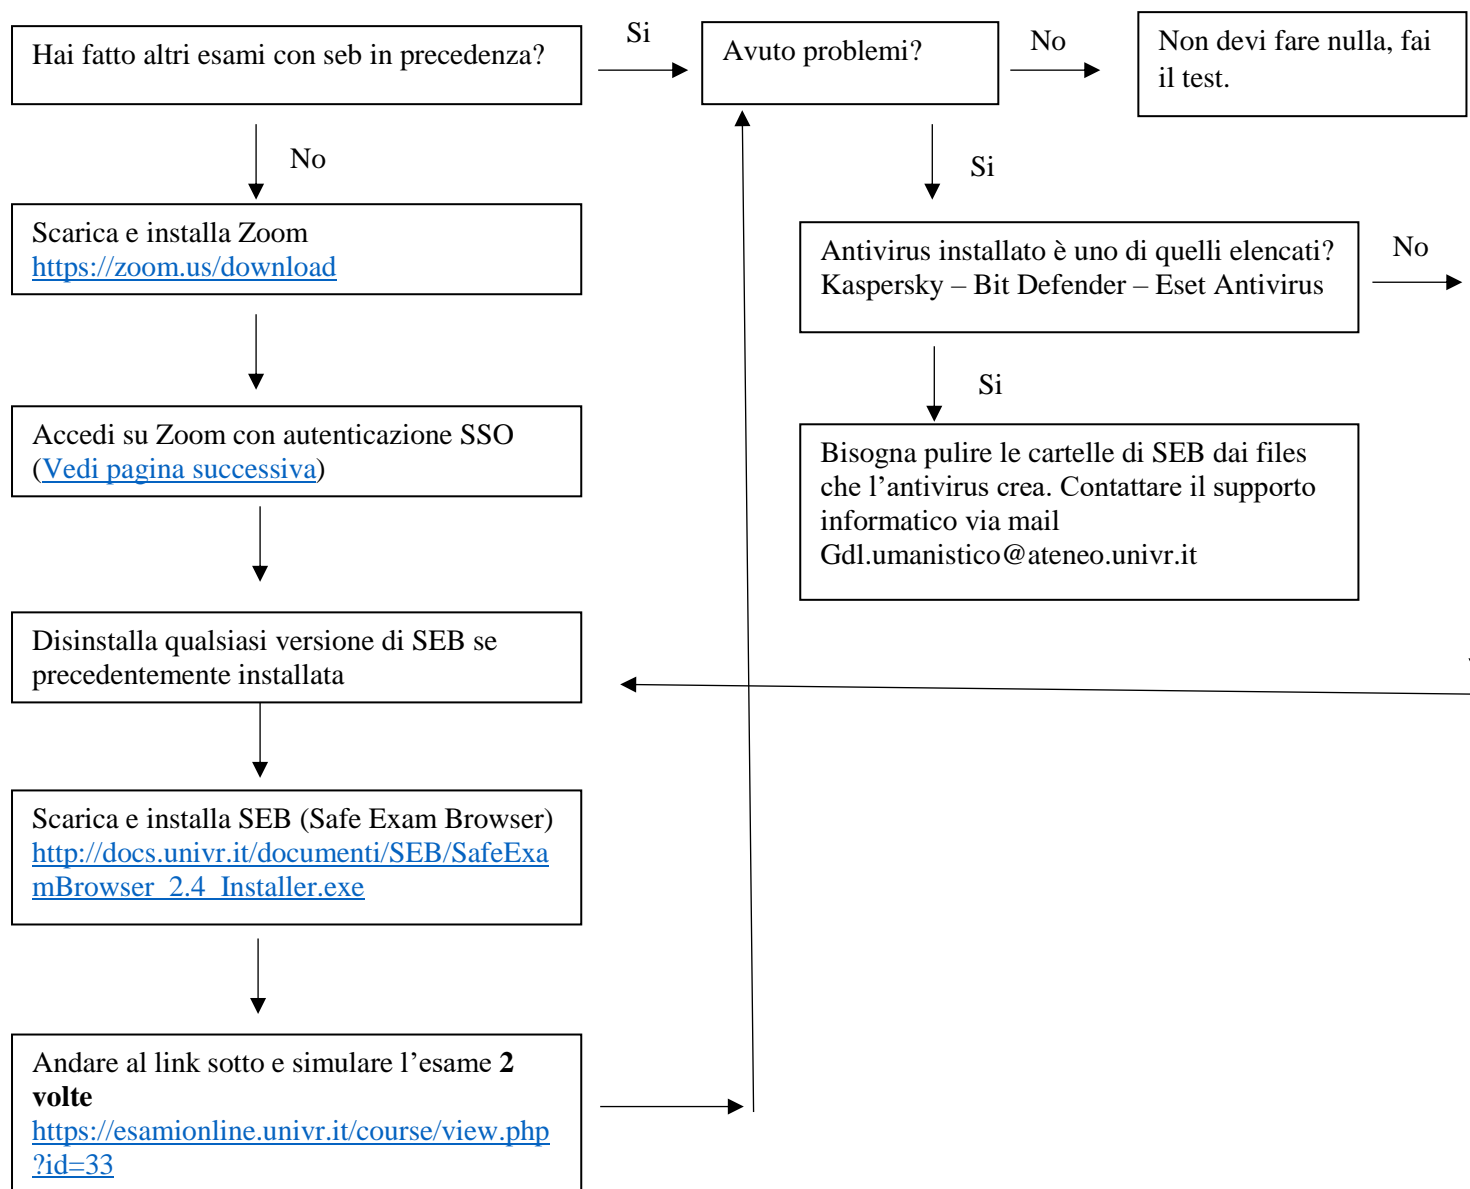 Hai fatto altri esami con seb in precedenza?
Si
Avuto problemi?
No
Non devi fare nulla, fai
il test.
No
Si
Scarica e installa Zoom
https://zoom.us/download
Antivirus installato è uno di quelli elencati?
Kaspersky – Bit Defender – Eset Antivirus
No
Si
Accedi su Zoom con autenticazione SSO
(Vedi pagina successiva)
Bisogna pulire le cartelle di SEB dai files
che l’antivirus crea. Contattare il supporto
informatico via mail
Gdl.umanistico@ateneo.univr.it
Disinstalla qualsiasi versione di SEB se
precedentemente installata
Scarica e installa SEB (Safe Exam Browser)
http://docs.univr.it/documenti/SEB/SafeExa
mBrowser_2.4_Installer.exe
Andare al link sotto e simulare l’esame 2
volte
https://esamionline.univr.it/course/view.php
?id=33